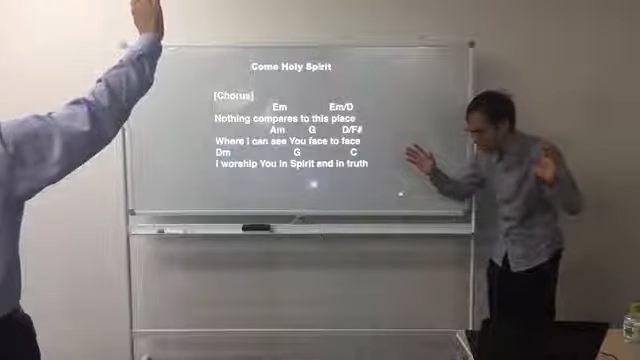 Come Holy Spirit
[Chorus]
Em Em/D
Nothing compares to this place
Am G D/F#
Where I can see You face to face
Dm G C
I worship You in Spirit and in truth